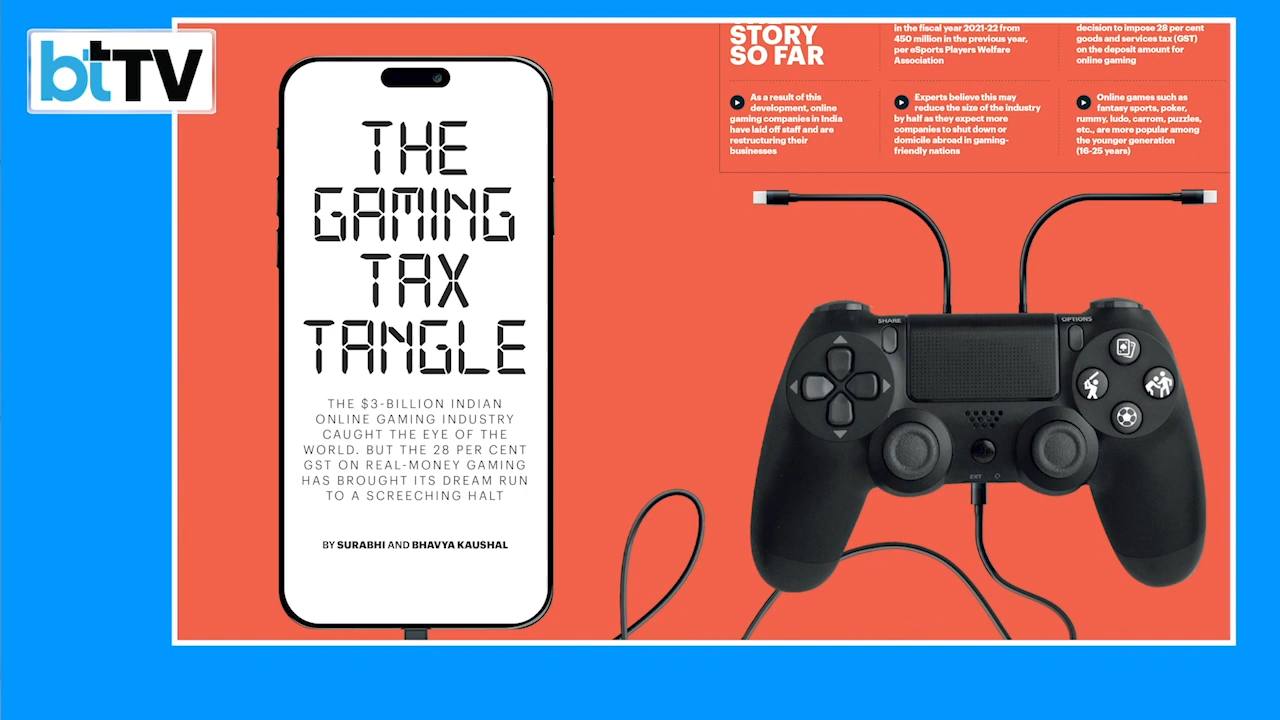 btTV
THE
GAMING
TAX
TANGLE
THE $3-BILLION INDIAN
ONLINE GAMING INDUSTRY
CAUGHT THE EYE OF THE
WORLD. BUT THE 28 PER CENT
GST ON REAL-MONEY GAMING
HAS BROUGHT ITS DREAM RUN
TO A SCREECHING HALT
BY SURABHI AND BHAVYA KAUSHAL
STORY
SO FAR
in the fiscal year 2021-22 from
450 million in the previous year,
per eSports Players Welfare
Association
decision to impose 28 per cent
goods and services tax (GST)
on the deposit amount for
online gaming
As a result of this
development, online
gaming companies in India
have laid off staff and are
restructuring their
businesses
Experts believe this may
reduce the size of the industry
by half as they expect more
companies to shut down or
domicile abroad in gaming-
friendly nations
Online games such as
fantasy sports, poker,
rummy, ludo, carrom, puzzles,
etc., are more popular among
the younger generation
(16-25 years)
SHARE
OPTIONS
EXT